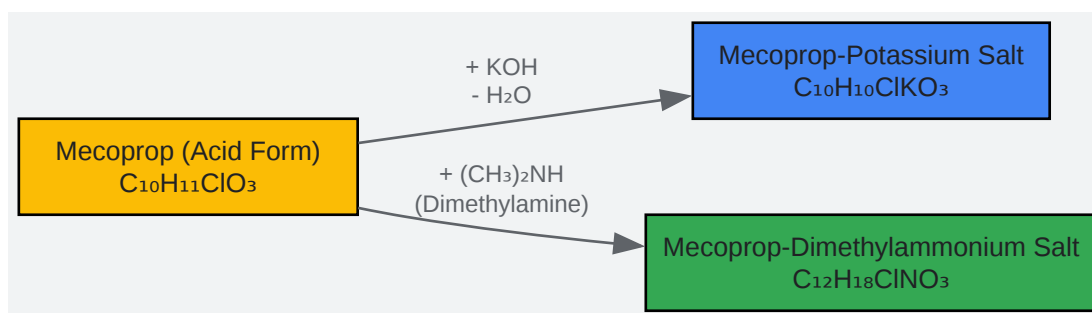 Mecoprop (Acid Form)
C₁₀H₁₁ClO₃
+ KOH
- H₂O
Mecoprop-Potassium Salt
C₁₀H₁₀ClKO₃
+ (CH₃)₂NH
(Dimethylamine)
Mecoprop-Dimethylammonium Salt
C₁₂H₁₈ClNO₃